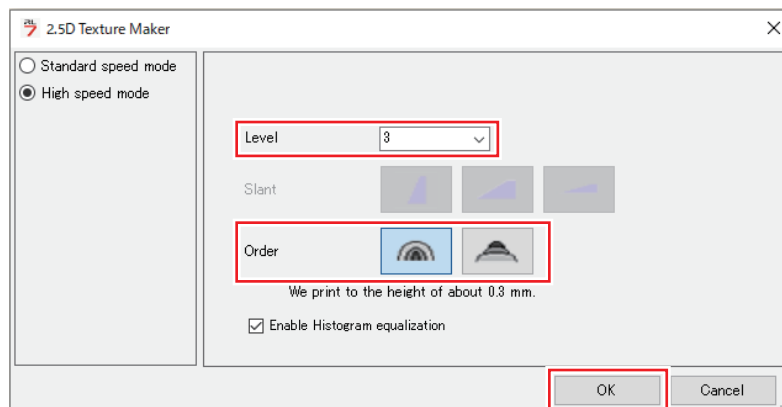 2.5D Texture Maker
Standard speed mode
High speed mode
Level 3
Slant
Order
We print to the height of about 0.3 mm.
Enable Histogram equalization
OK Cancel